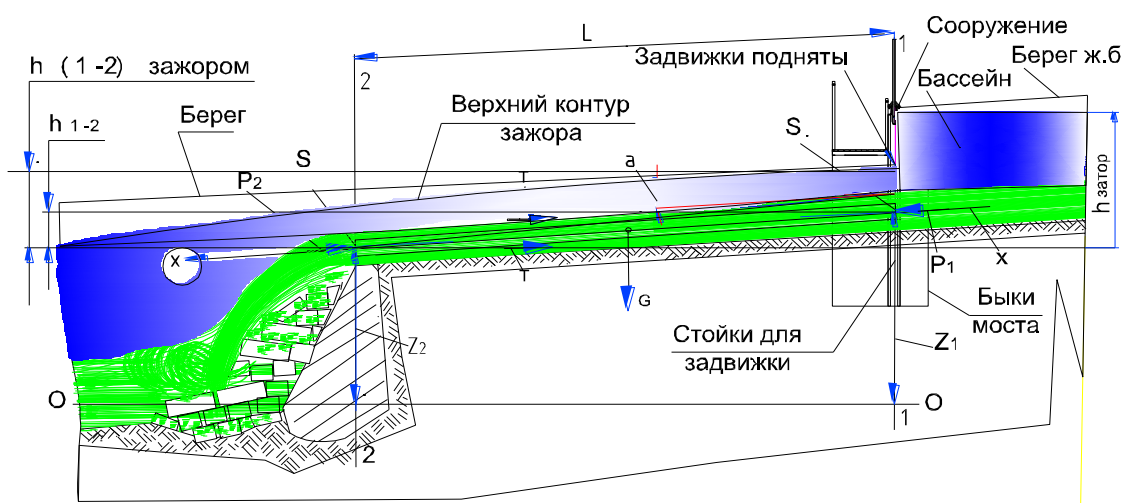 L
Сооружение
Берег ж.б
1
Задвижки подняты
h (1-2) зажором
2
Бассейн
Верхний контур
зажора
Берег
h 1-2
S.
S
T
a
P2
h затор
X
T
P1
X
G
Быки
моста
Стойки для
задвижки
Z2
Z1
O
O
1
2